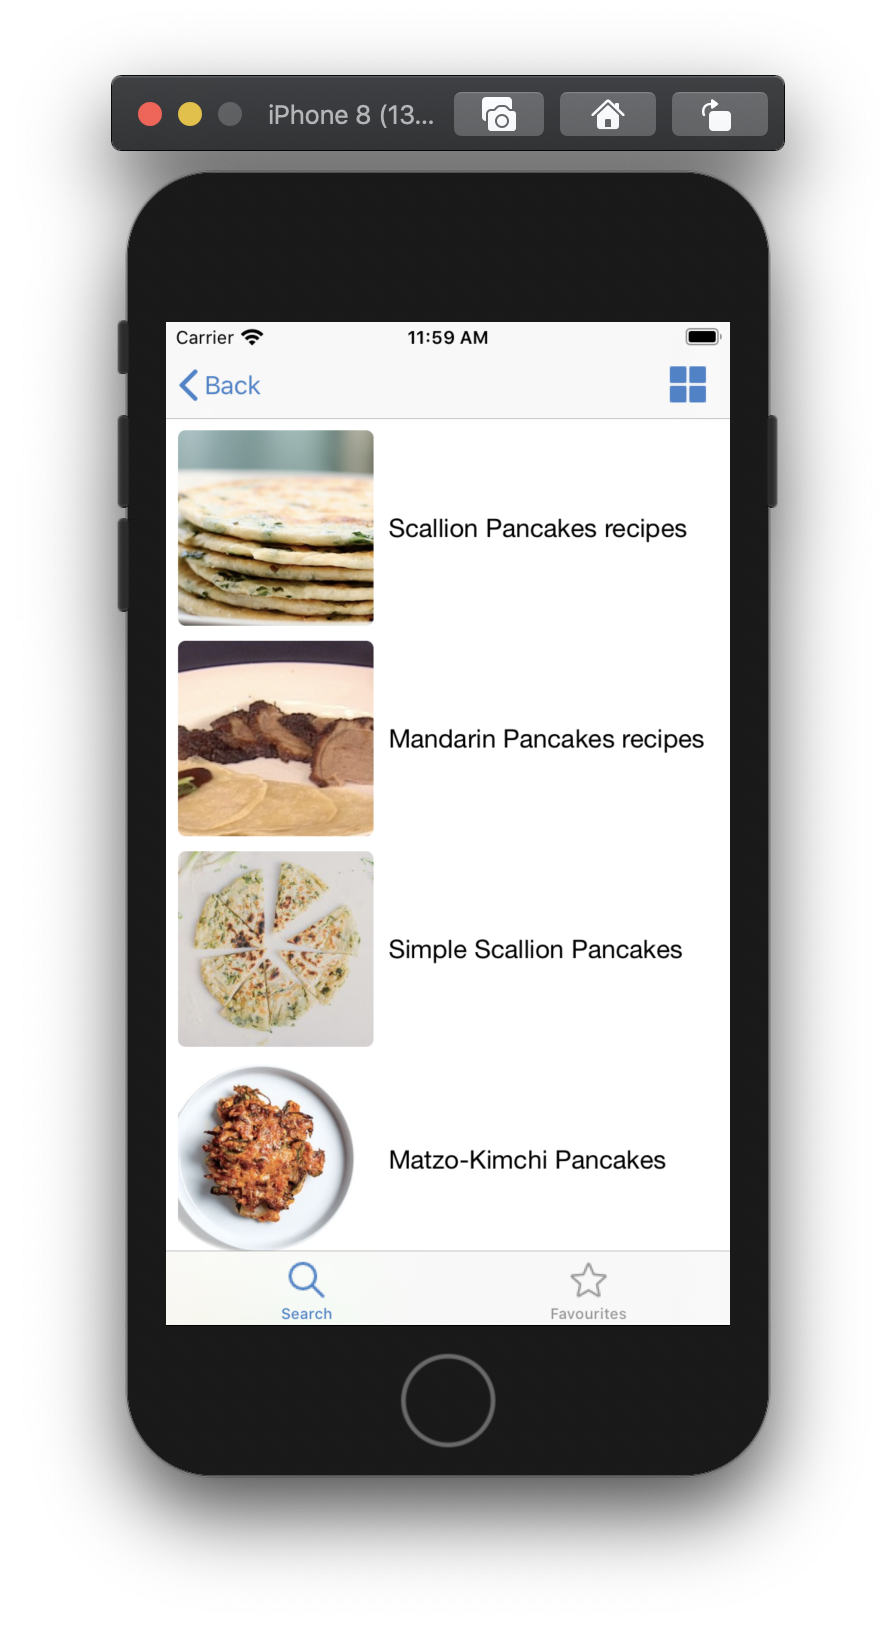 iPhone 8 (13...
Carrier 11:59 AM
Back
Scallion Pancakes recipes
Mandarin Pancakes recipes
Simple Scallion Pancakes
Matzo-Kimchi Pancakes
Search Favourites